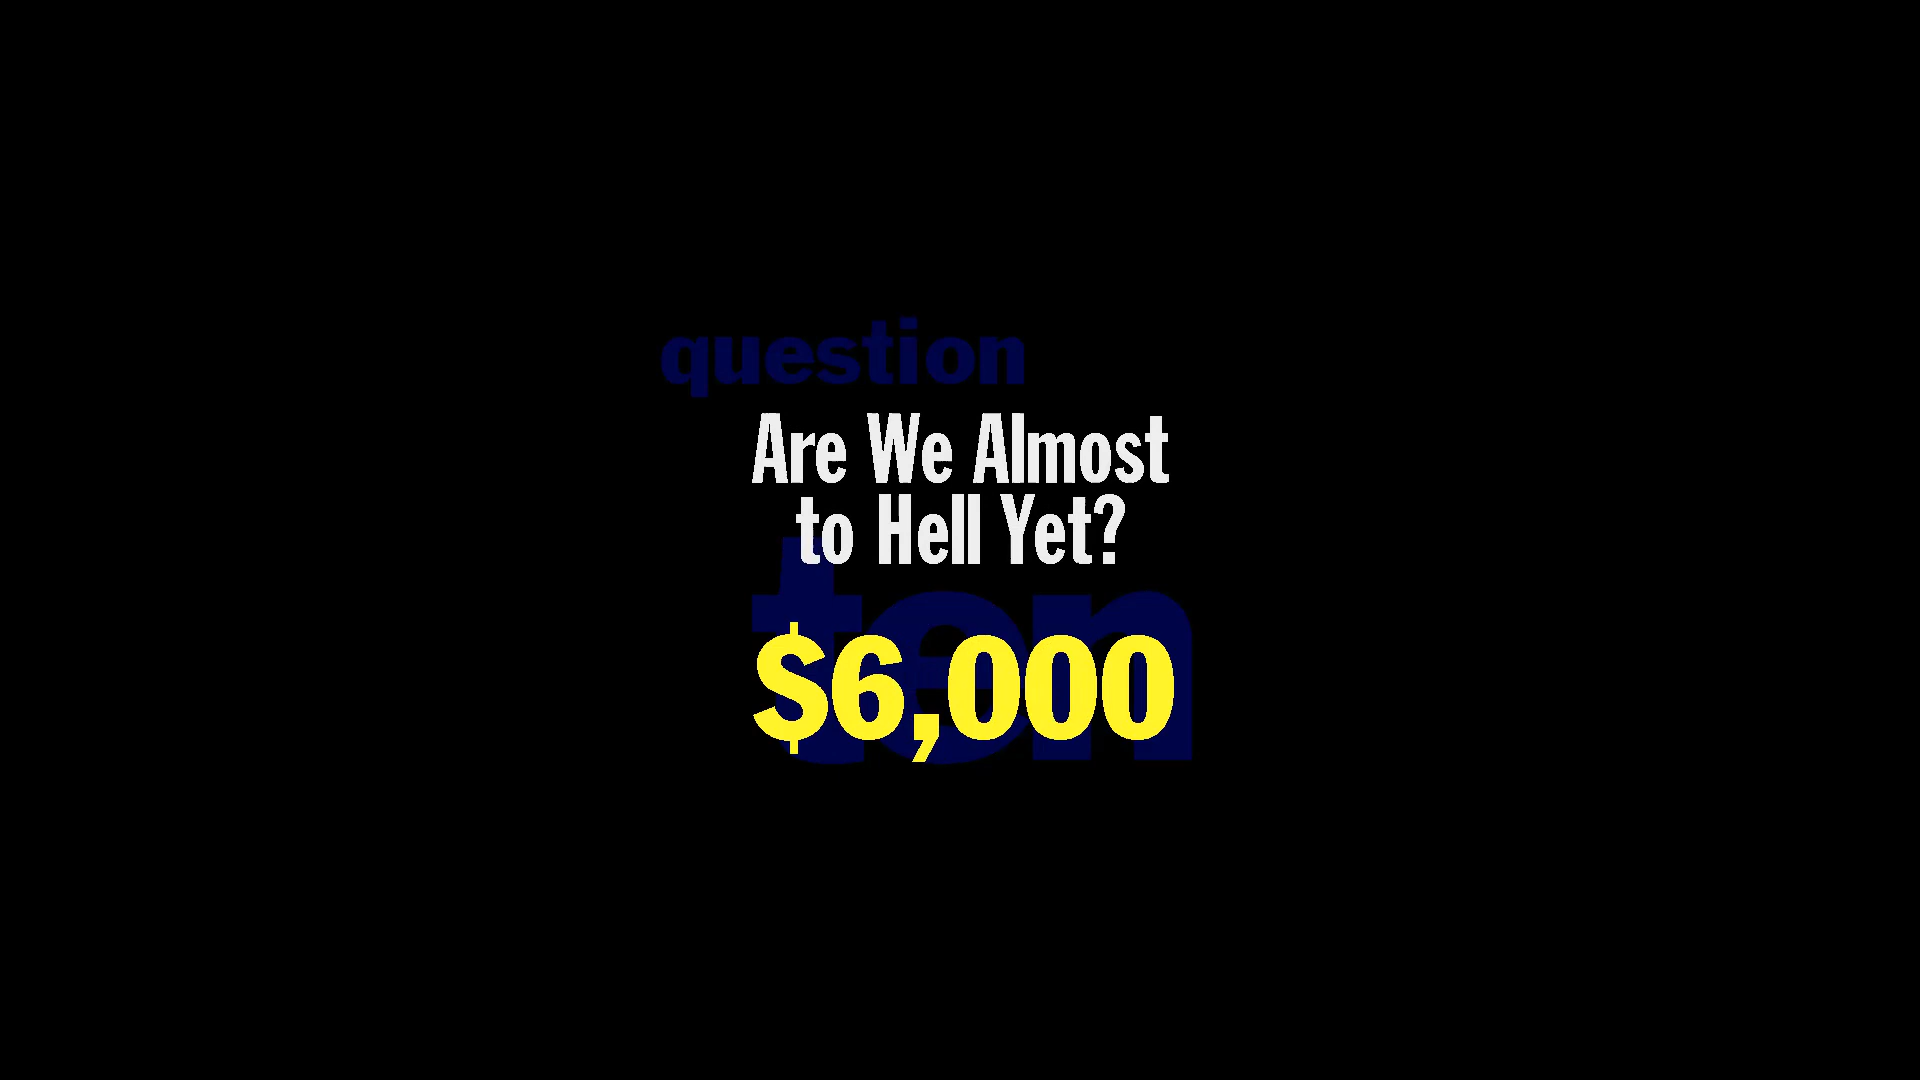 question
Are We Almost
to Hell Yet?
ten
$6,000